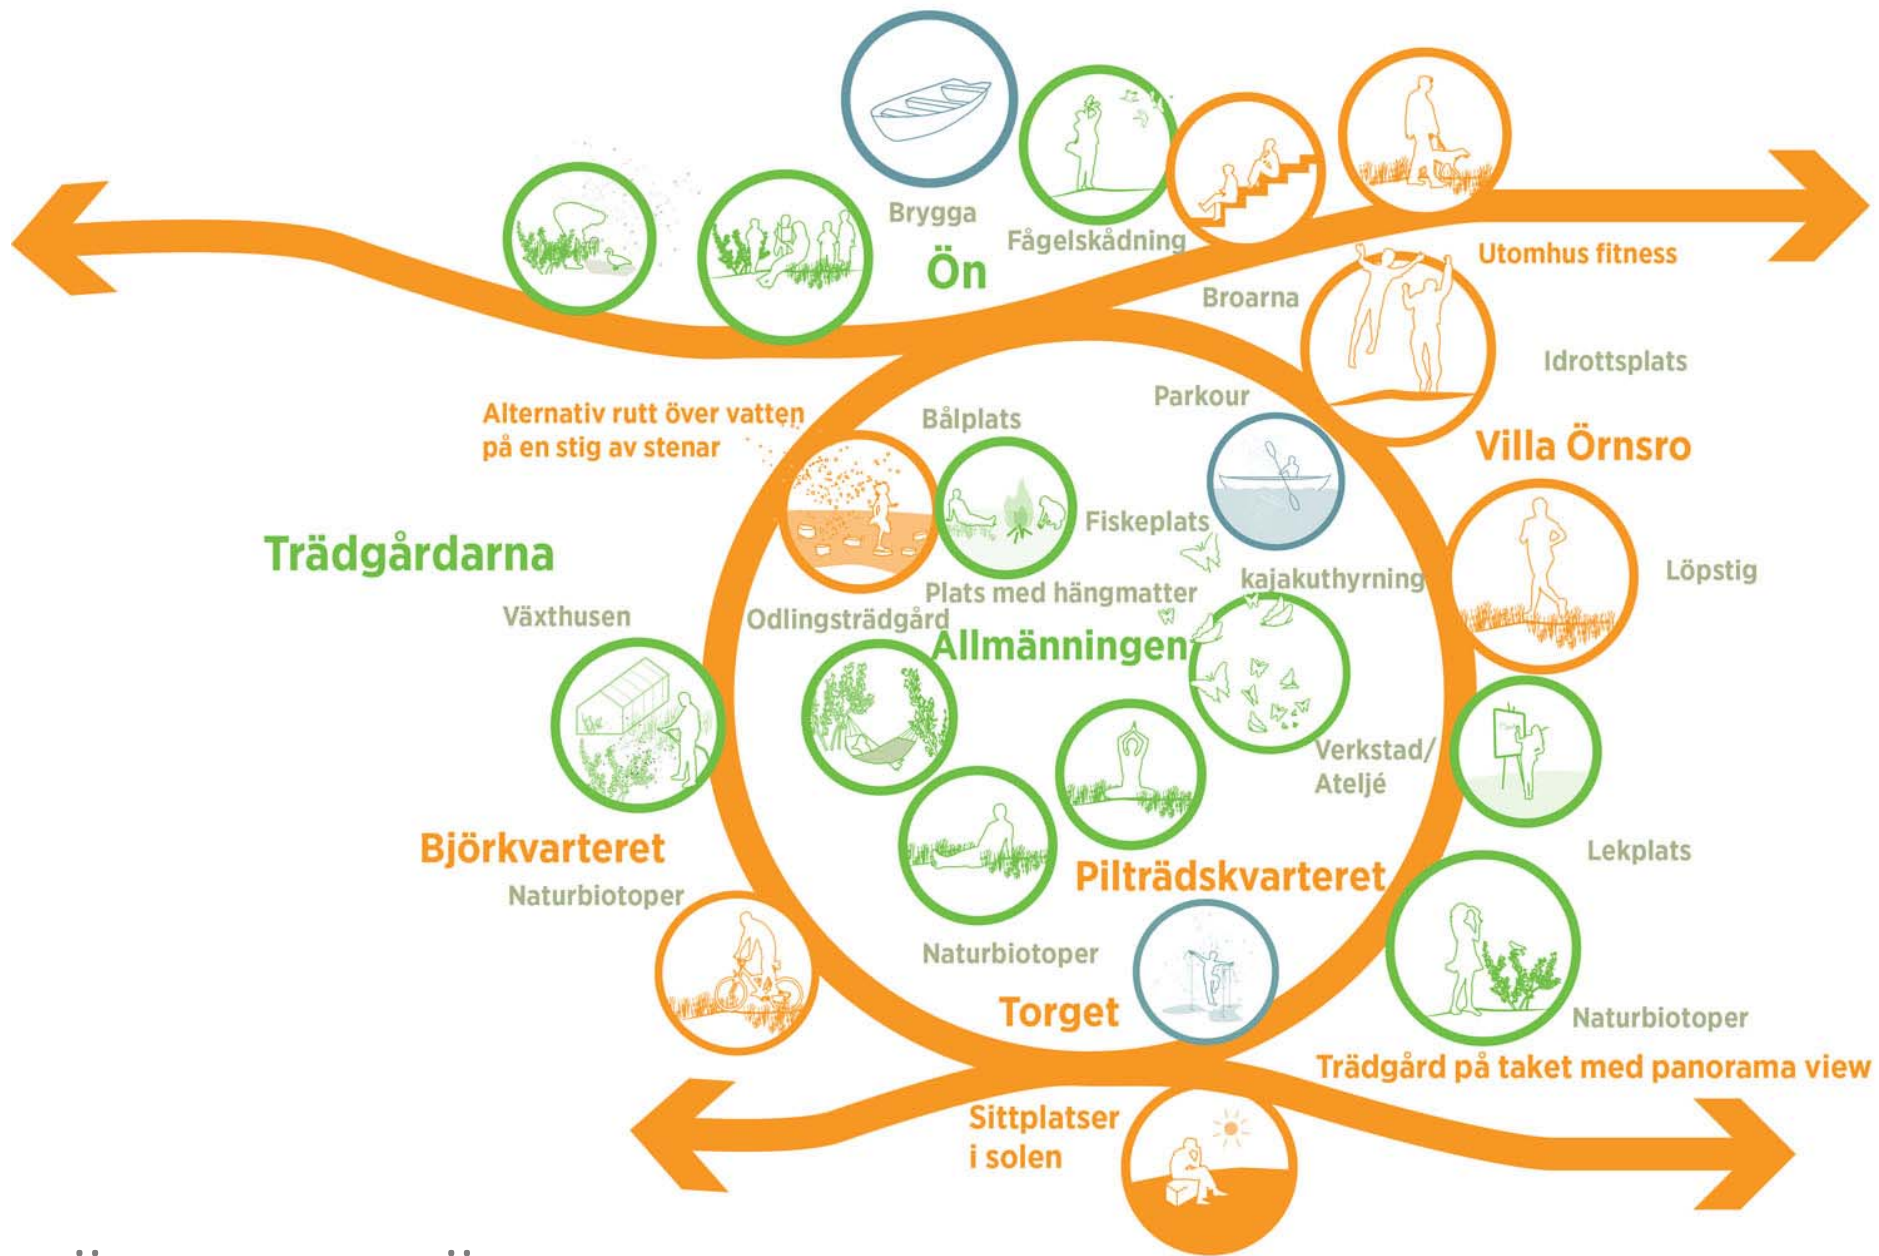 Brygga
Fågelskådning
Ön
Utomhus fitness
Broarna
Idrottsplats
Parkour
Alternativ rutt över vatten
på en stig av stenar
Bålplats
Villa Örnsro
Fiskeplats
Trädgårdarna
Löpstig
kajakuthyrning
Plats med hängmatter
Växthusen
Odlingsträdgård
Allmänningen
Verkstad/
Ateljé
Björkvarteret
Lekplats
Pilträdskvarteret
Naturbiotoper
Naturbiotoper
Torget
Naturbiotoper
Trädgård på taket med panorama view
Sittplatser
i solen